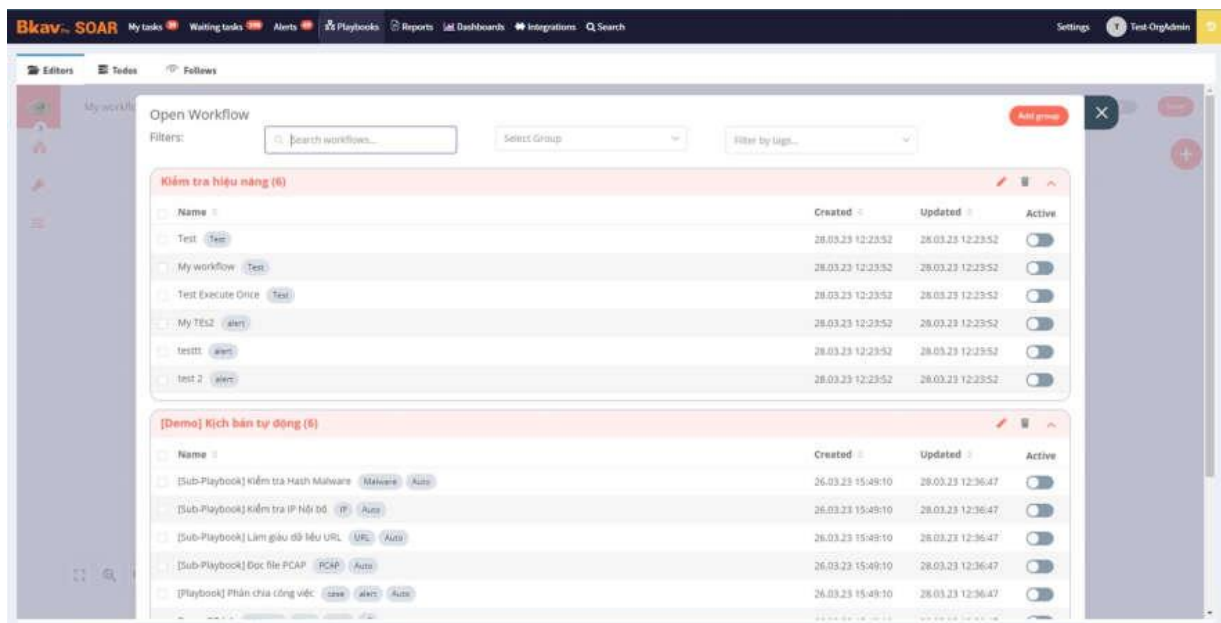 Bkav SOAR My tasks Waiting tasks Alerts Playbooks Reports Dashboards Integrations Search Settings T Test-OrgAdmin
Editors Todos Follows
My workfl
Open Workflow Add group
Filters: Search workflows... Select Group Filter by tags...
Kiểm tra hiệu năng (6)
Name Created Updated Active
Test Test 28.03.23 12:23:52 28.03.23 12:23:52
My workflow Test 28.03.23 12:23:52 28.03.23 12:23:52
Test Execute Once Test 28.03.23 12:23:52 28.03.23 12:23:52
My TEs2 alert 28.03.23 12:23:52 28.03.23 12:23:52
testtt alert 28.03.23 12:23:52 28.03.23 12:23:52
test 2 alert 28.03.23 12:23:52 28.03.23 12:23:52
[Demo] Kịch bản tự động (6)
Name Created Updated Active
[Sub-Playbook] Kiểm tra Hash Malware Malware Auto 26.03.23 15:49:10 28.03.23 12:36:47
[Sub-Playbook] Kiểm tra IP Nội bộ IP Auto 26.03.23 15:49:10 28.03.23 12:36:47
[Sub-Playbook] Làm giàu dữ liệu URL URL Auto 26.03.23 15:49:10 28.03.23 12:36:47
[Sub-Playbook] Đọc file PCAP PCAP Auto 26.03.23 15:49:10 28.03.23 12:36:47
[Playbook] Phân chia công việc case alert Auto 26.03.23 15:49:10 28.03.23 12:36:47